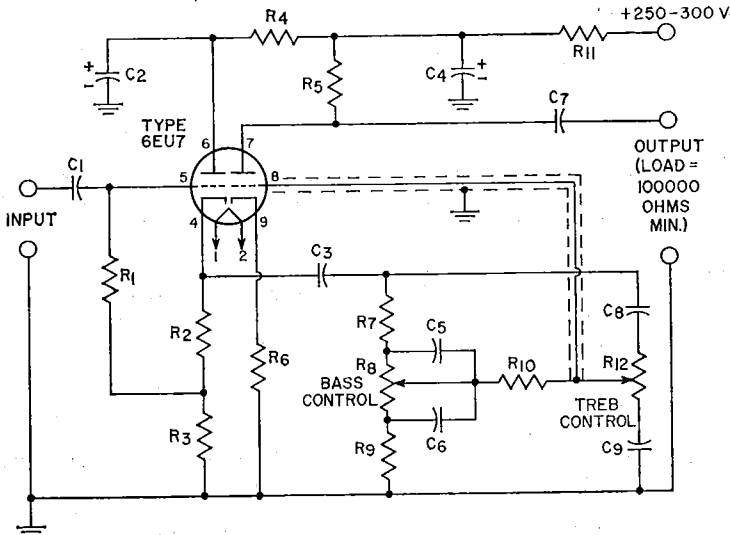 R4
+250-300 V
R11
+
-
C2
R5
+
-
C4
C7
TYPE
6EU7
6
7
OUTPUT
(LOAD =
100000
OHMS
MIN.)
C1
5
8
INPUT
4
9
1
2
C3
R1
R2
R7
C5
C8
R6
R8
BASS
CONTROL
R10
R12
TREB
CONTROL
R3
C6
R9
C9